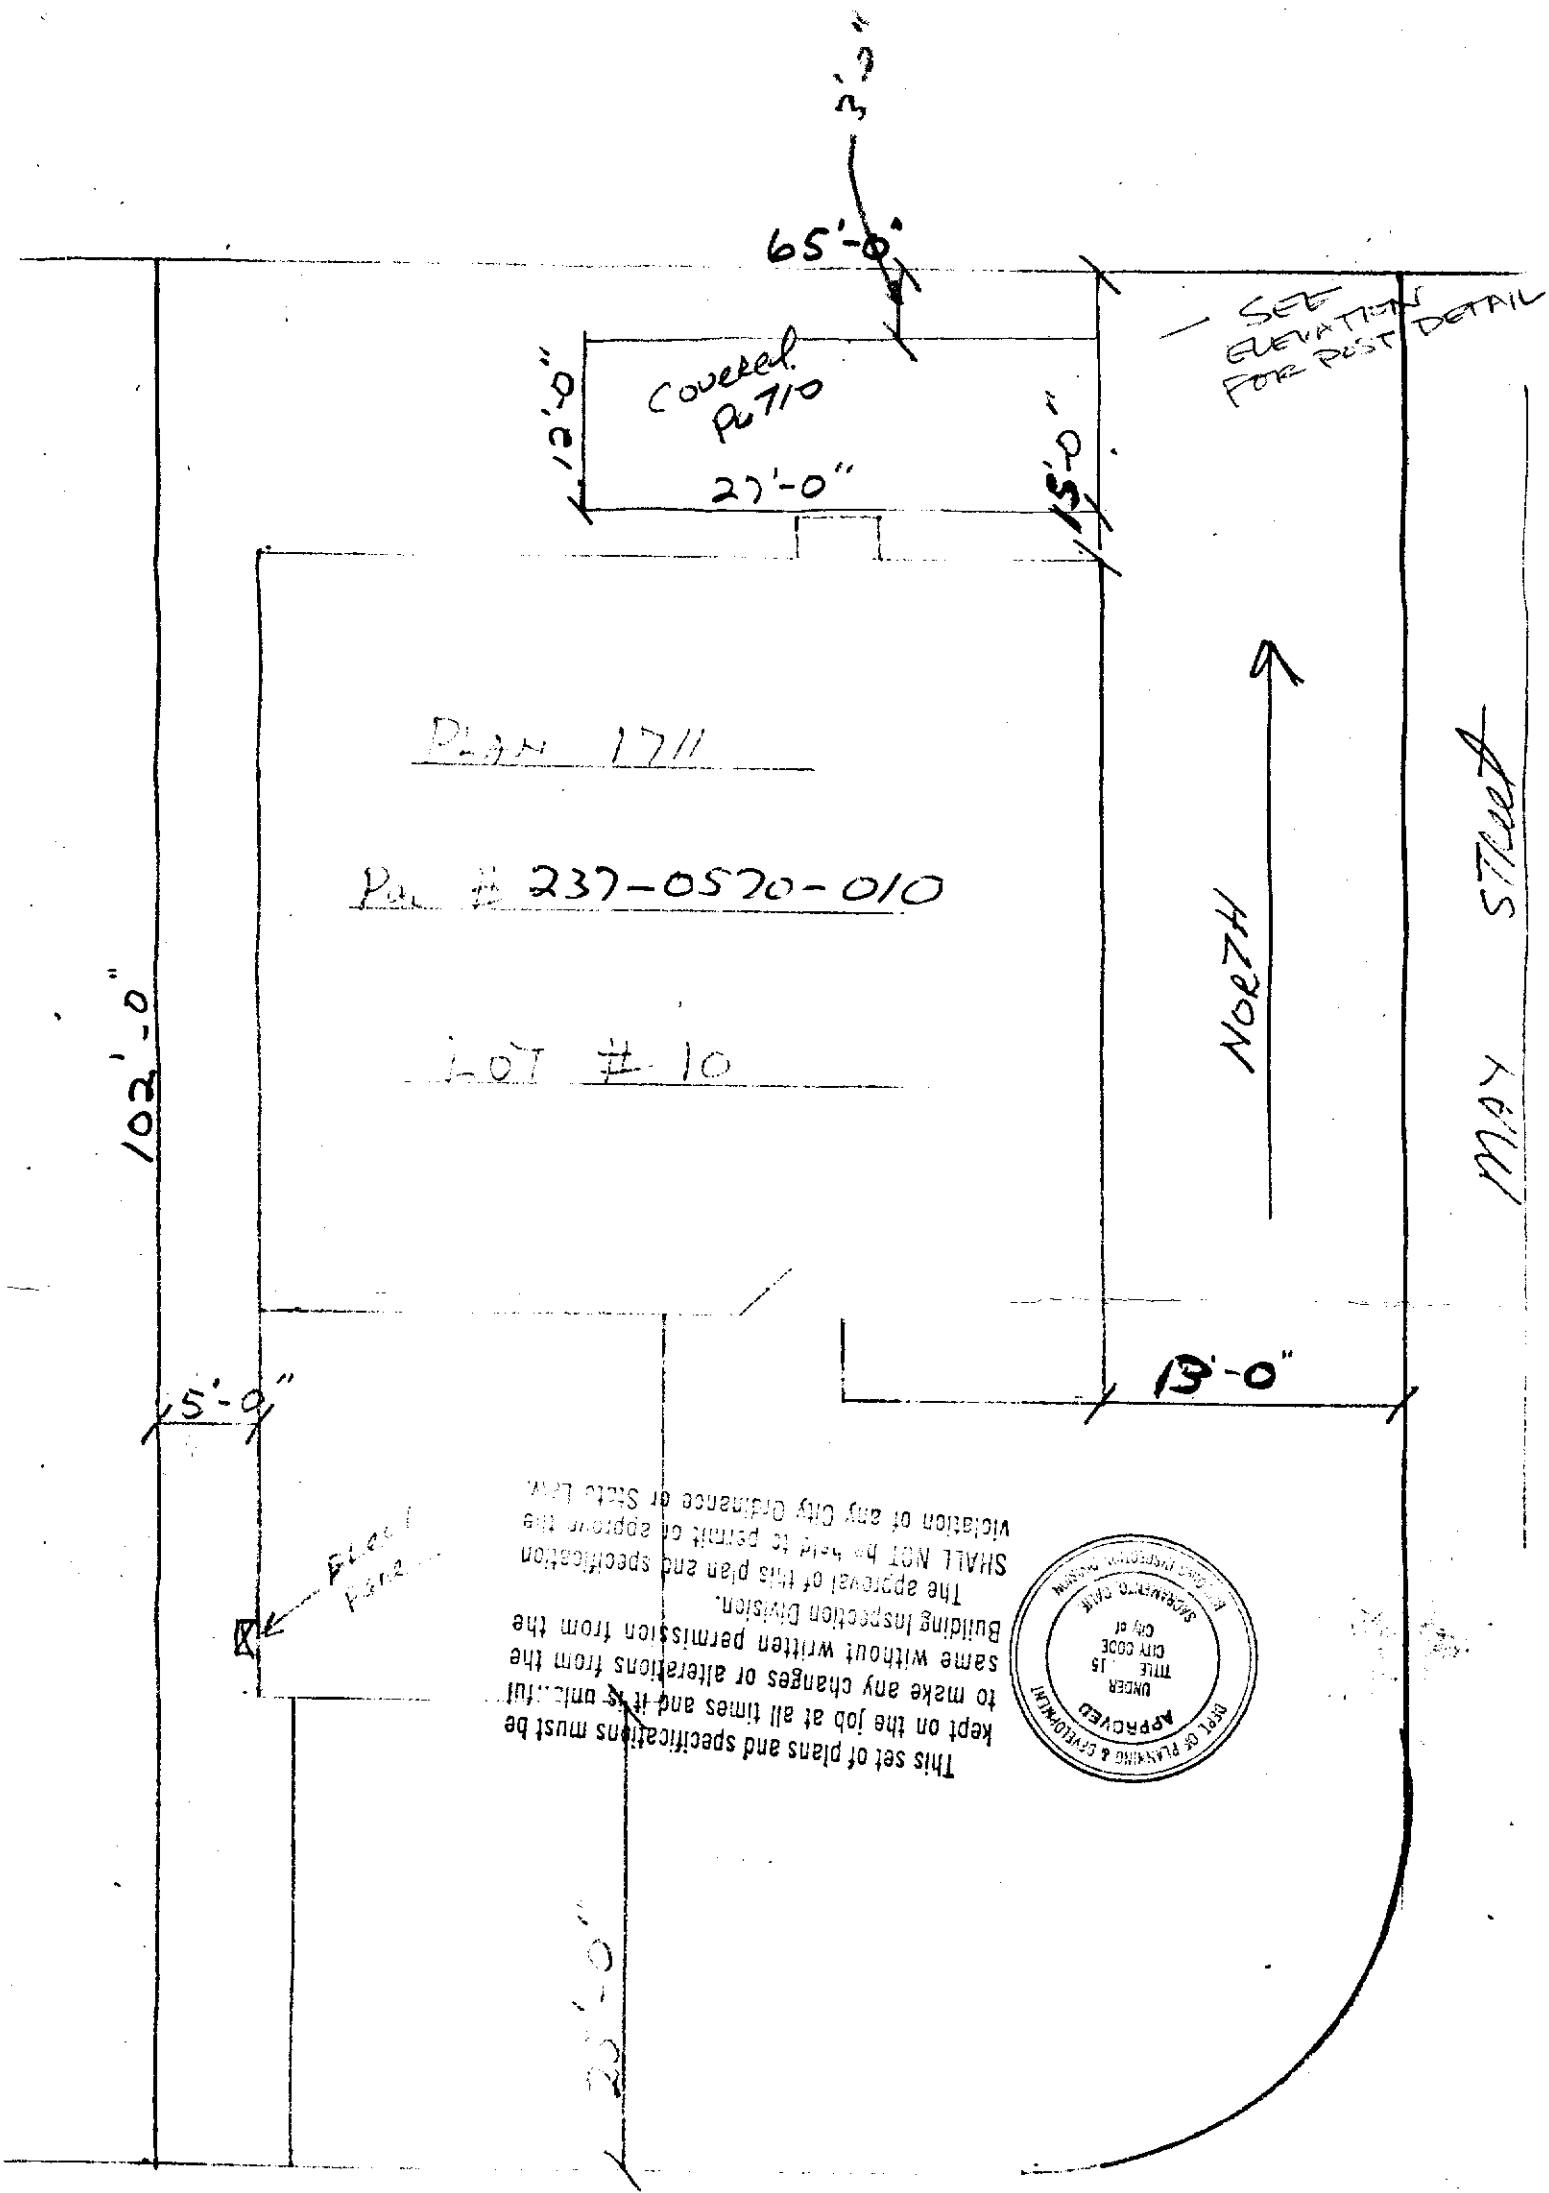 3'-0"
65'-0"
SEE
ELEVATION
FOR POST DETAIL
Covered
Patio
12'-0"
27'-0"
15'-0"
PLAN 1711
# 237-0570-010
LOT # 10
102'-0"
NORTH
MAY STREET
5'-0"
13'-0"
This set of plans and specifications must be
kept on the job at all times and it is unlawful
to make any changes or alterations from the
same without written permission from the
Building Inspection Division.
The approval of this plan and specification
SHALL NOT be held to permit or approve the
violation of any City Ordinance or State Law.
DEPT. OF PLANNING & DEVELOPMENT
APPROVED
UNDER
TITLE 15
CITY CODE
City of
SACRAMENTO, CALIF.
BUILDING INSPECTION DIVISION